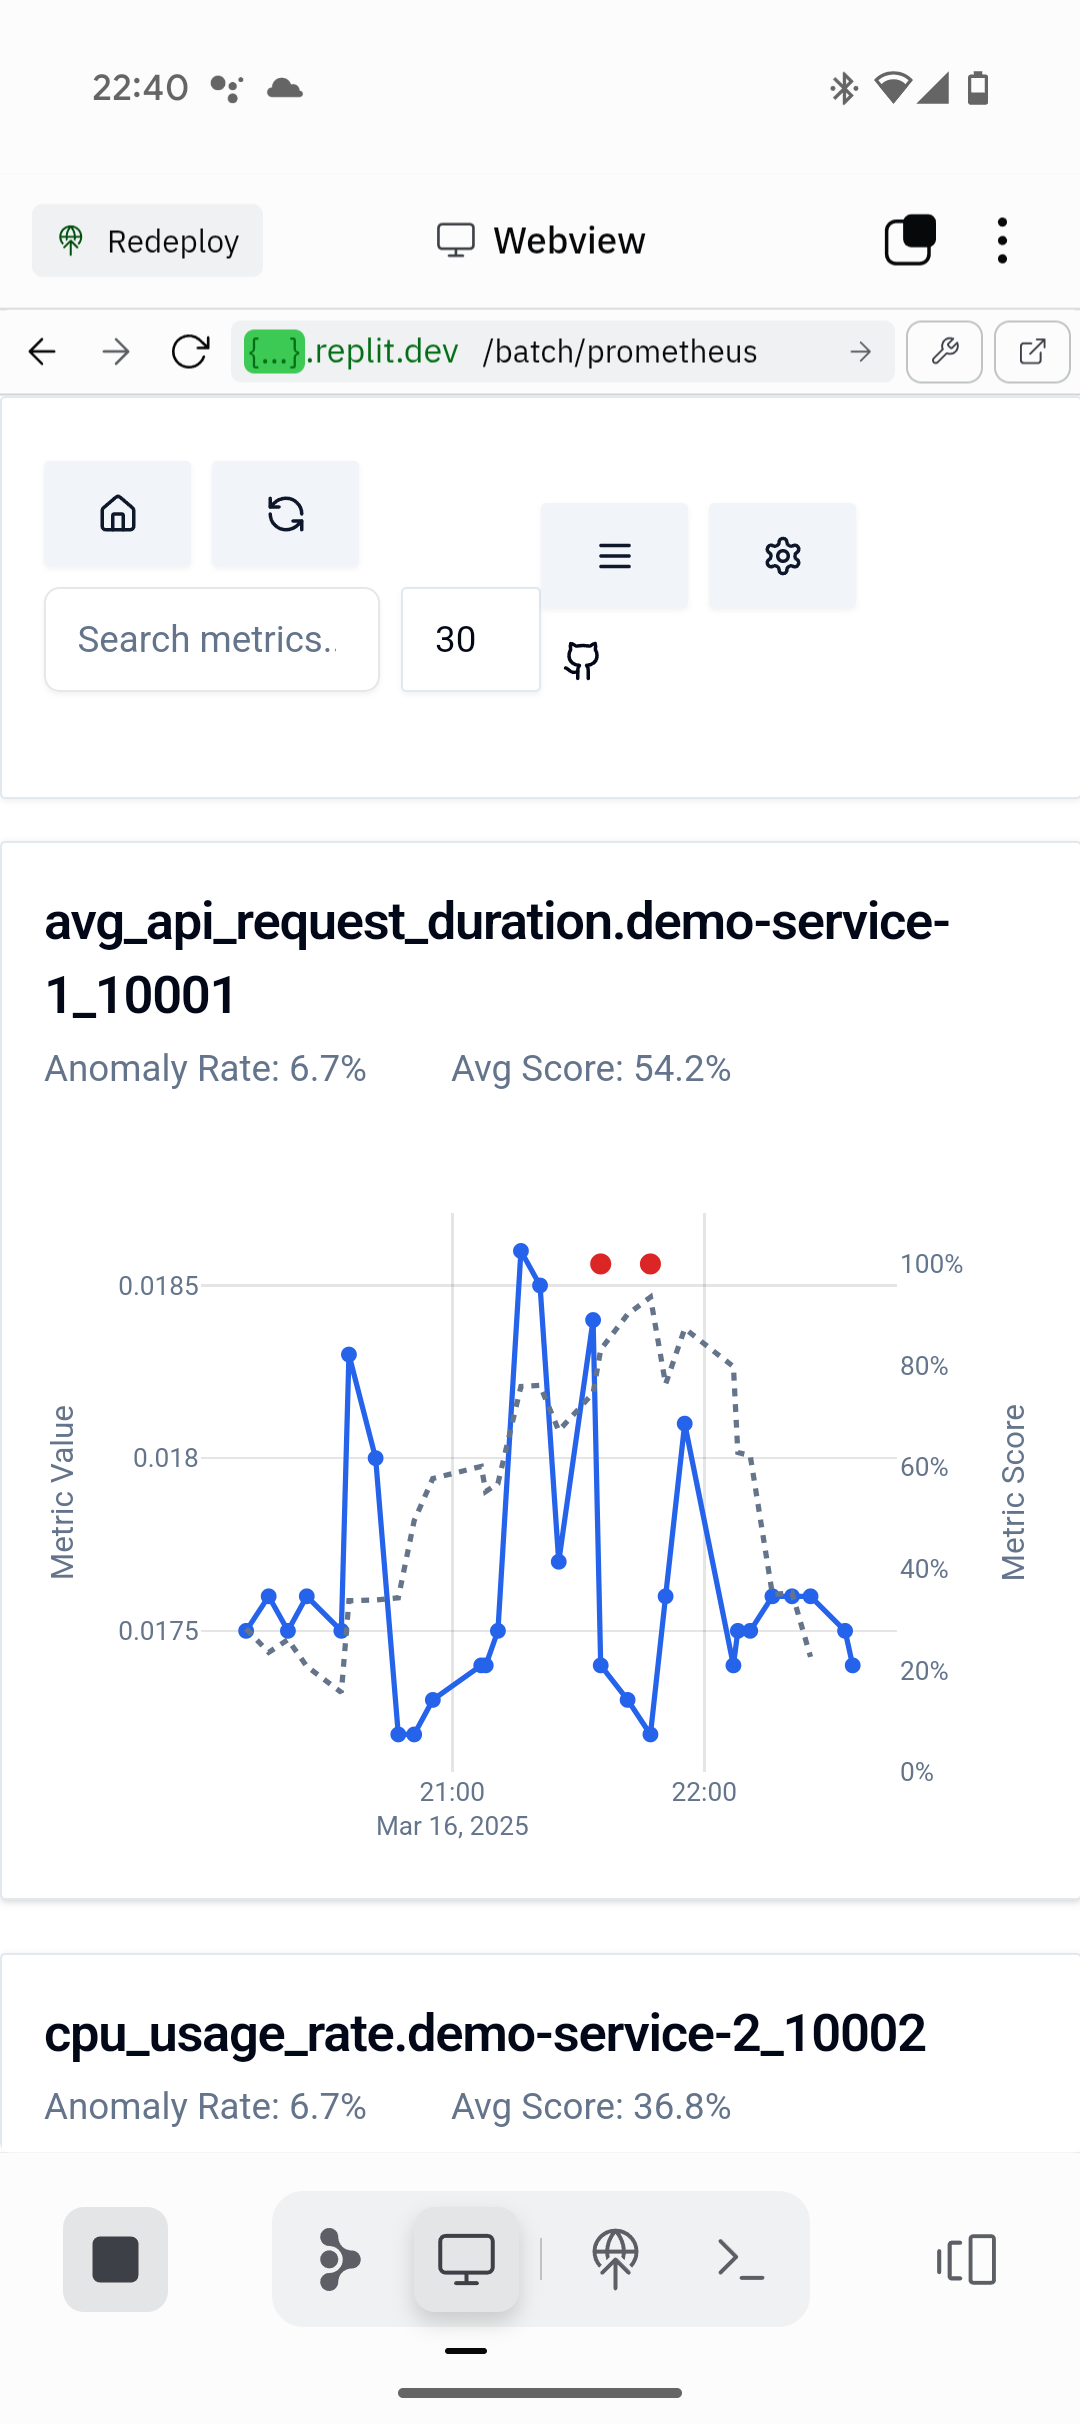 22:40
Redeploy
Webview
{...}.replit.dev /batch/prometheus
Search metrics..
30
avg_api_request_duration.demo-service-
1_10001
Anomaly Rate: 6.7% Avg Score: 54.2%
Metric Value
0.0185
0.018
0.0175
100%
80%
60%
40%
20%
0%
Metric Score
21:00
22:00
Mar 16, 2025
cpu_usage_rate.demo-service-2_10002
Anomaly Rate: 6.7% Avg Score: 36.8%